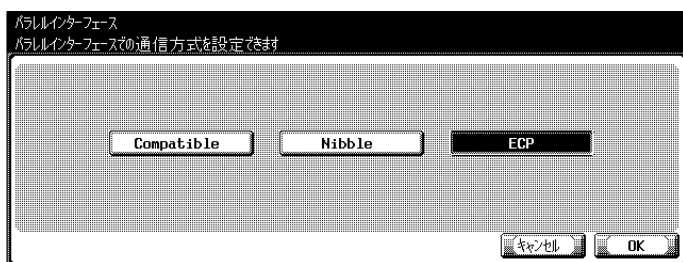 パラレルインターフェース
パラレルインターフェースでの通信方式を設定できます
Compatible Nibble ECP
キャンセル OK